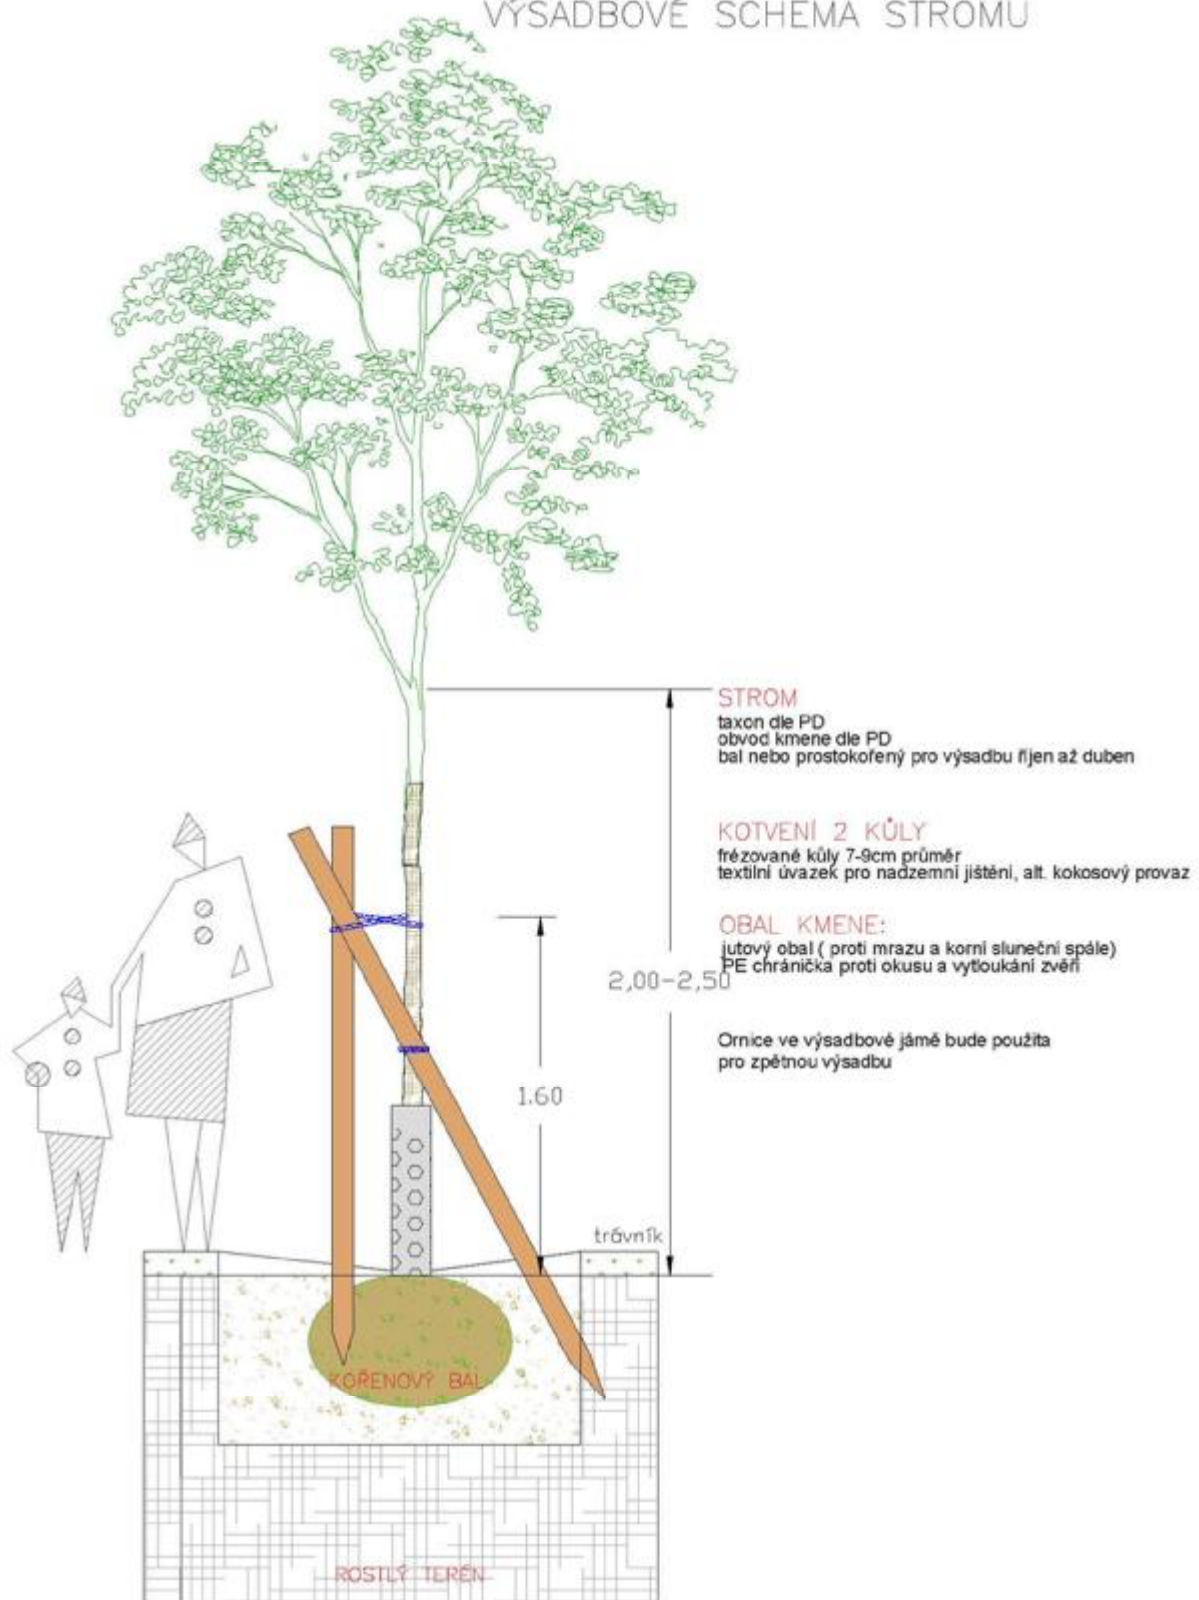 VÝSADBOVÉ SCHEMA STROMU
STROM
taxon dle PD
obvod kmene dle PD
bal nebo prostokořený pro výsadbu říjen až duben
KOTVENÍ 2 KŮLY
frézované kůly 7-9cm průměr
textilní úvazek pro nadzemní jištění, alt. kokosový provaz
OBAL KMENE:
jutový obal ( proti mrazu a korní sluneční spále)
PE chránička proti okusu a vytloukání zvěří
2,00-2,50
Ornice ve výsadbové jámě bude použita
pro zpětnou výsadbu
1.60
trávník
KOŘENOVÝ BAL
ROSTLÝ TERÉN